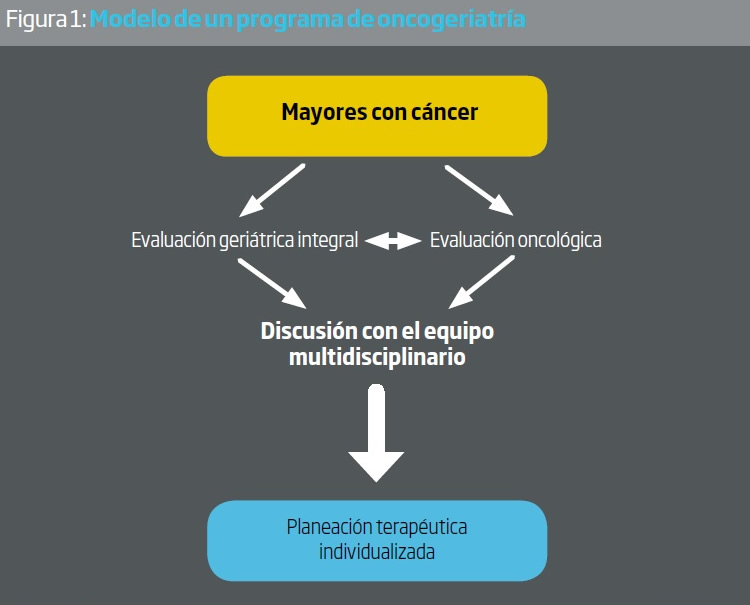 Figura 1: Modelo de un programa de oncogeriatría
Mayores con cáncer
Evaluación geriátrica integral
Evaluación oncológica
Discusión con el equipo
multidisciplinario
Planeación terapéutica
individualizada